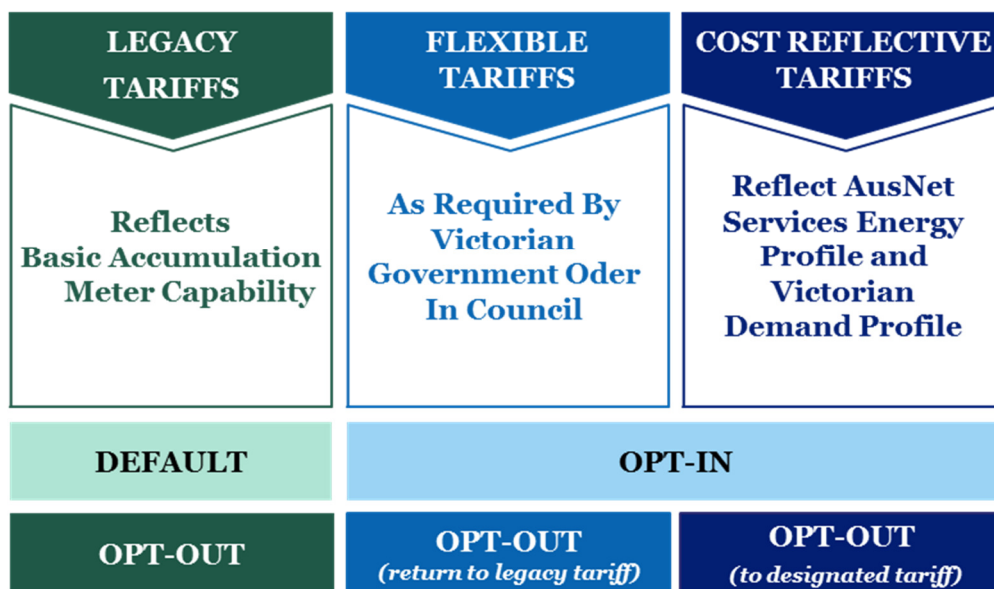 LEGACY
TARIFFS
Reflects
Basic Accumulation
Meter Capability
FLEXIBLE
TARIFFS
As Required By
Victorian
Government Oder
In Council
COST REFLECTIVE
TARIFFS
Reflect AusNet
Services Energy
Profile and
Victorian
Demand Profile
DEFAULT
OPT-IN
OPT-OUT
OPT-OUT
(return to legacy tariff)
OPT-OUT
(to designated tariff)